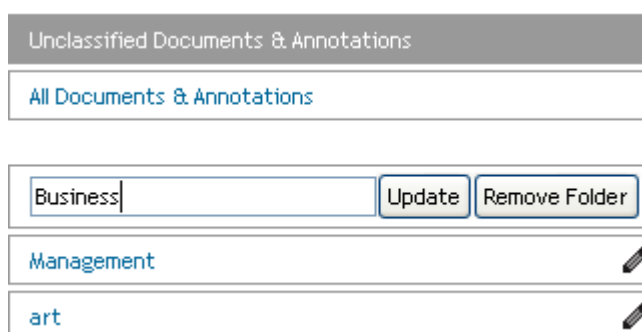 Unclassified Documents & Annotations
All Documents & Annotations
Business Update Remove Folder
Management
art